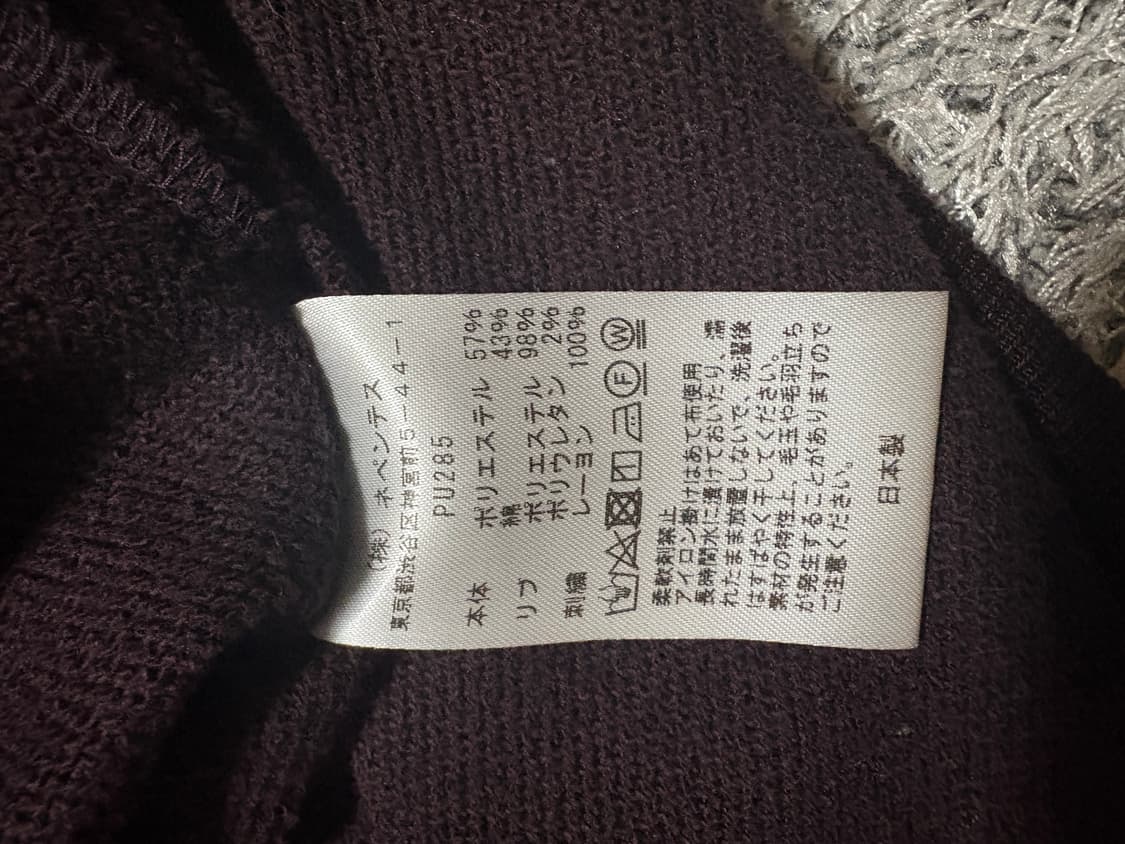 (株) ネペンテス
東京都渋谷区神宮前5-44-1
PU285
本体 ポリエステル 57%
綿 43%
リブ ポリエステル 98%
ポリウレタン 2%
刺繍 レーヨン 100%
F W
柔軟剤禁止
アイロン掛けはあて布使用
長時間水に漬けておいたり、濡
れたまま放置しないで、洗濯後
はすばやく干してください。
素材の特性上、毛玉や毛羽立ち
が発生することがありますので
ご注意ください。
日本製